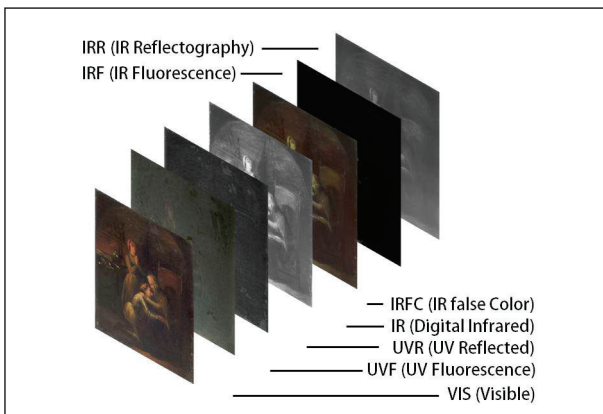 IRR (IR Reflectography)
IRF (IR Fluorescence)
IRFC (IR false Color)
IR (Digital Infrared)
UVR (UV Reflected)
UVF (UV Fluorescence)
VIS (Visible)